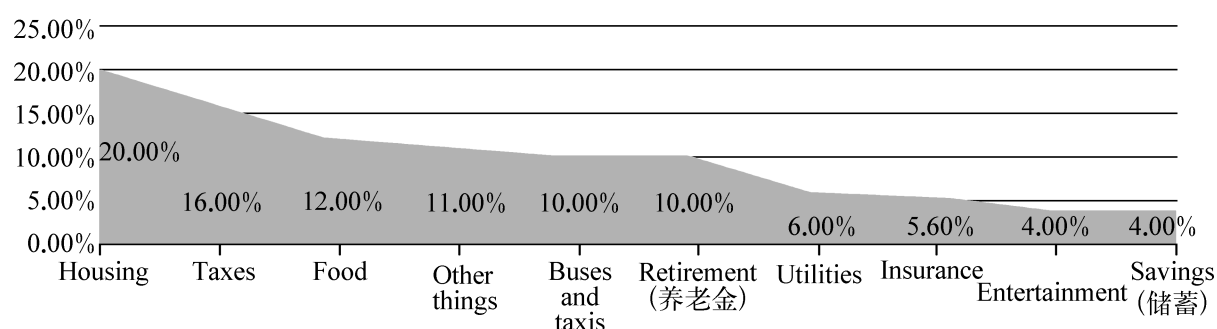 25.00%
20.00%
15.00%
10.00%
5.00%
0.00%
20.00%
16.00%
12.00%
11.00%
10.00%
10.00%
6.00%
5.60%
4.00%
4.00%
Housing
Taxes
Food
Other
things
Buses
and
taxis
Retirement
(养老金)
Utilities
Insurance
Entertainment
Savings
(储蓄)